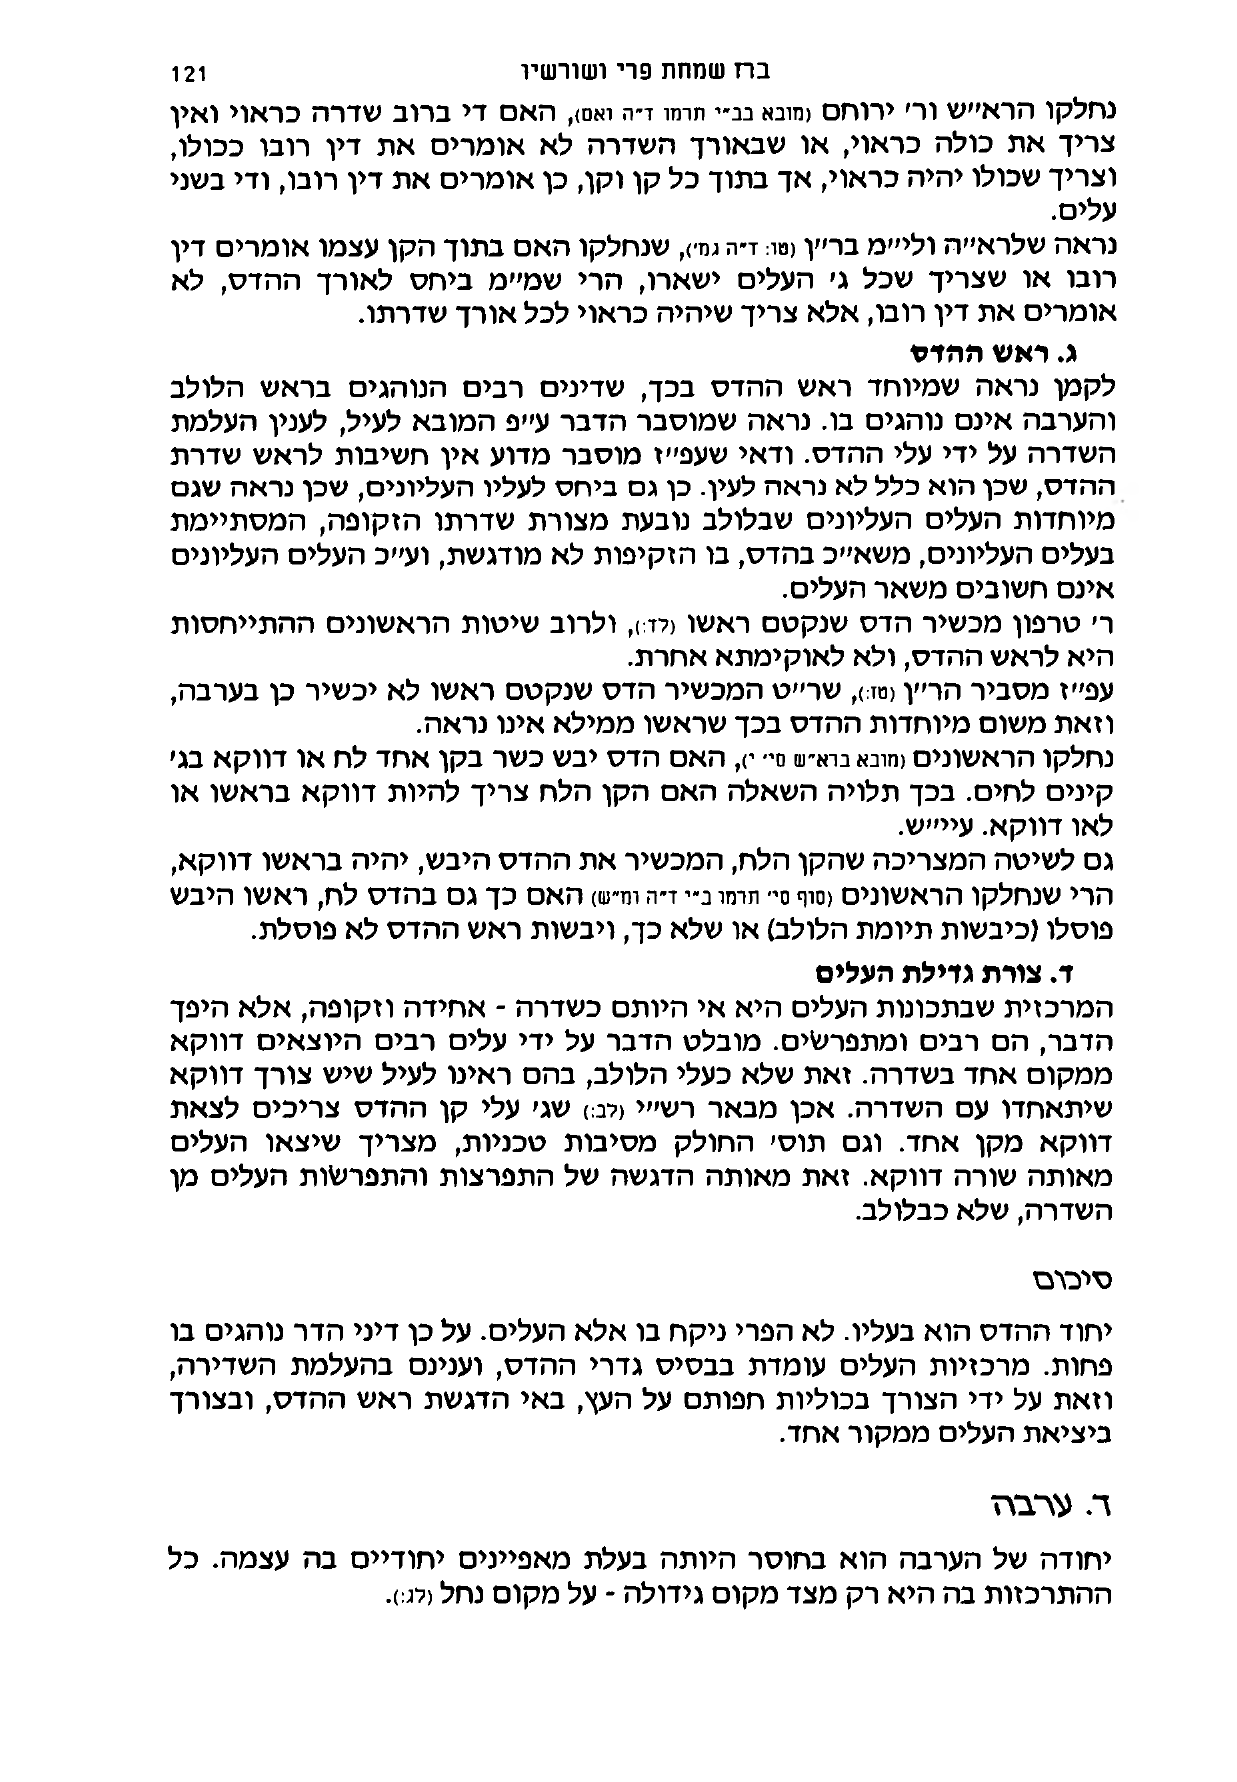 ברז שמחת פרי ושורשיו 121
נחלקו הרא״ש ור׳ ירוחם (מובא בב״י תרמו ד״ה ואם), האם די ברוב שדרה כראוי ואין
צריך את כולה כראוי, או שבאורך השדרה לא אומרים את דין רובו ככולו,
וצריך שכולו יהיה כראוי, אך בתוך כל קן וקן, כן אומרים את דין רובו, ודי בשני
עלים.
נראה שלראי״ה ולי״מ בר״ן (טו: ד״ה גמ׳), שנחלקו האם בתוך הקן עצמו אומרים דין
רובו או שצריך שכל ג׳ העלים ישארו, הרי שמ״מ ביחס לאורך ההדס, לא
אומרים את דין רובו, אלא צריך שיהיה כראוי לכל אורך שדרתו.
ג. ראש ההדס
לקמן נראה שמיוחד ראש ההדס בכך, שדינים רבים הנוהגים בראש הלולב
והערבה אינם נוהגים בו. נראה שמוסבר הדבר ע״פ המובא לעיל, לענין העלמת
השדרה על ידי עלי ההדס. ודאי שעפ״ז מוסבר מדוע אין חשיבות לראש שדרת
ההדס, שכן הוא כלל לא נראה לעין. כן גם ביחס לעליו העליונים, שכן נראה שגם
מיוחדות העלים העליונים שבלולב נובעת מצורת שדרתו הזקופה, המסתיימת
בעלים העליונים, משא״כ בהדס, בו הזקיפות לא מודגשת, וע״כ העלים העליונים
אינם חשובים משאר העלים.
ר׳ טרפון מכשיר הדס שנקטם ראשו (לד:), ולרוב שיטות הראשונים ההתייחסות
היא לראש ההדס, ולא לאוקימתא אחרת.
עפ״ז מסביר הר״ן (טז:), שר״ט המכשיר הדס שנקטם ראשו לא יכשיר כן בערבה,
וזאת משום מיוחדות ההדס בכך שראשו ממילא אינו נראה.
נחלקו הראשונים (מובא ברא״ש סי׳ י׳), האם הדס יבש כשר בקן אחד לח או דווקא בג׳
קינים לחים. בכך תלויה השאלה האם הקן הלח צריך להיות דווקא בראשו או
לאו דווקא. עיי״ש.
גם לשיטה המצריכה שהקן הלח, המכשיר את ההדס היבש, יהיה בראשו דווקא,
הרי שנחלקו הראשונים (סוף סי׳ תרמו ב״י ד״ה ומ״ש) האם כך גם בהדס לח, ראשו היבש
פוסלו (כיבשות תיומת הלולב) או שלא כך, ויבשות ראש ההדס לא פוסלת.
ד. צורת גדילת העלים
המרכזית שבתכונות העלים היא אי היותם כשדרה - אחידה וזקופה, אלא היפך
הדבר, הם רבים ומתפרשים. מובלט הדבר על ידי עלים רבים היוצאים דווקא
ממקום אחד בשדרה. זאת שלא כעלי הלולב, בהם ראינו לעיל שיש צורך דווקא
שיתאחדו עם השדרה. אכן מבאר רש״י (לב:) שג׳ עלי קן ההדס צריכים לצאת
דווקא מקן אחד. וגם תוס׳ החולק מסיבות טכניות, מצריך שיצאו העלים
מאותה שורה דווקא. זאת מאותה הדגשה של התפרצות והתפרשות העלים מן
השדרה, שלא כבלולב.
סיכום
יחוד ההדס הוא בעליו. לא הפרי ניקח בו אלא העלים. על כן דיני הדר נוהגים בו
פחות. מרכזיות העלים עומדת בבסיס גדרי ההדס, וענינם בהעלמת השדירה,
וזאת על ידי הצורך בכוליות חפותם על העץ, באי הדגשת ראש ההדס, ובצורך
ביציאת העלים ממקור אחד.
ד. ערבה
יחודה של הערבה הוא בחוסר היותה בעלת מאפיינים יחודיים בה עצמה. כל
ההתרכזות בה היא רק מצד מקום גידולה - על מקום נחל (לג:).